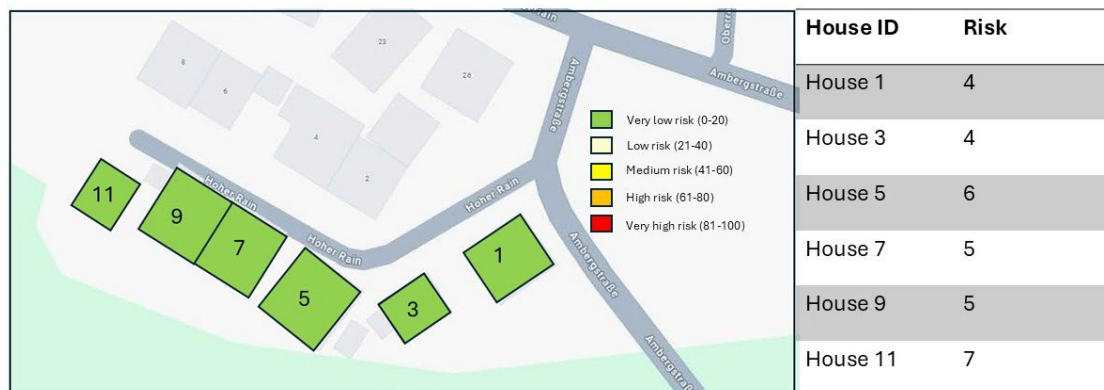 23
8
6
26
4
2
Ambergstraße
Ambergstraße
Hoher Rain
Hoher Rain
Hoher Rain
Ambergstraße
Ambergstraße
11
9
7
5
3
1
Very low risk (0-20)
Low risk (21-40)
Medium risk (41-60)
High risk (61-80)
Very high risk (81-100)
House ID Risk
House 1 4
House 3 4
House 5 6
House 7 5
House 9 5
House 11 7